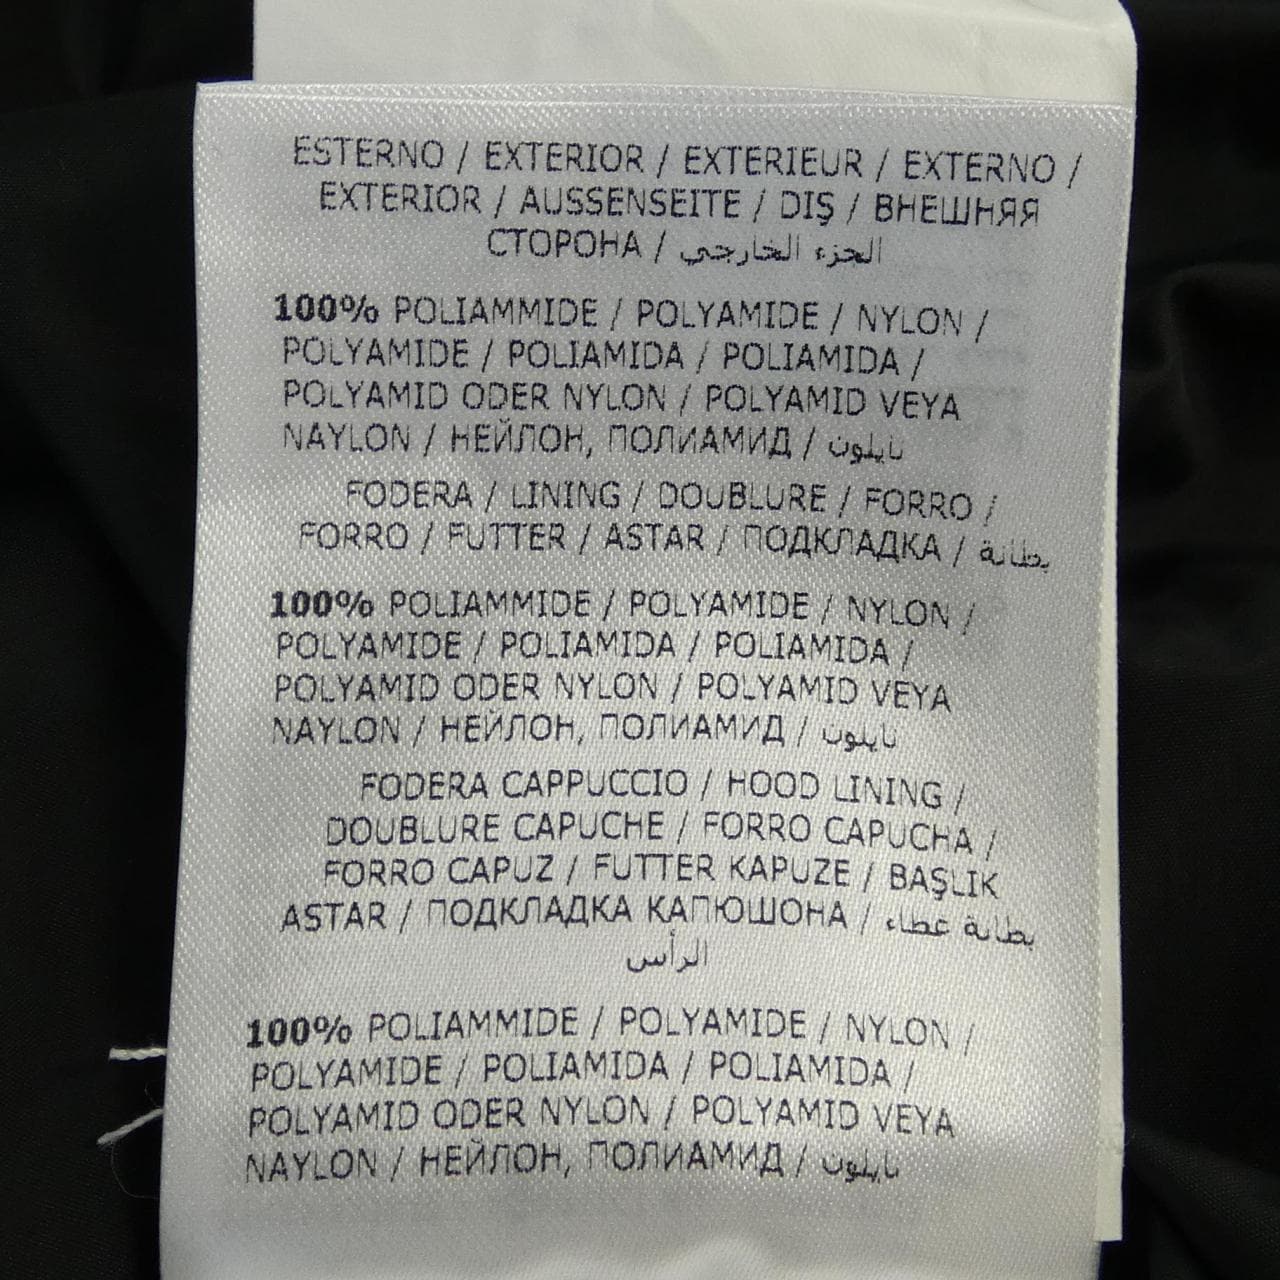 ESTERNO / EXTERIOR / EXTERIEUR / EXTERNO /
EXTERIOR / AUSSENSEITE / DIŞ / ВНЕШНЯЯ
СТОРОНА / الجزء الخارجي
100% POLIAMMIDE / POLYAMIDE / NYLON /
POLYAMIDE / POLIAMIDA / POLIAMIDA /
POLYAMID ODER NYLON / POLYAMID VEYA
NAYLON / НЕЙЛОН, ПОЛИАМИД / نايلون
FODERA / LINING / DOUBLURE / FORRO /
FORRO / FUTTER / ASTAR / ПОДКЛАДКА / بطانة
100% POLIAMMIDE / POLYAMIDE / NYLON /
POLYAMIDE / POLIAMIDA / POLIAMIDA /
POLYAMID ODER NYLON / POLYAMID VEYA
NAYLON / НЕЙЛОН, ПОЛИАМИД / نايلون
FODERA CAPPUCCIO / HOOD LINING /
DOUBLURE CAPUCHE / FORRO CAPUCHA /
FORRO CAPUZ / FUTTER KAPUZE / BAŞLIK
ASTAR / ПОДКЛАДКА КАПЮШОНА / بطانة غطاء
الرأس
100% POLIAMMIDE / POLYAMIDE / NYLON /
POLYAMIDE / POLIAMIDA / POLIAMIDA /
POLYAMID ODER NYLON / POLYAMID VEYA
NAYLON / НЕЙЛОН, ПОЛИАМИД / نايلون